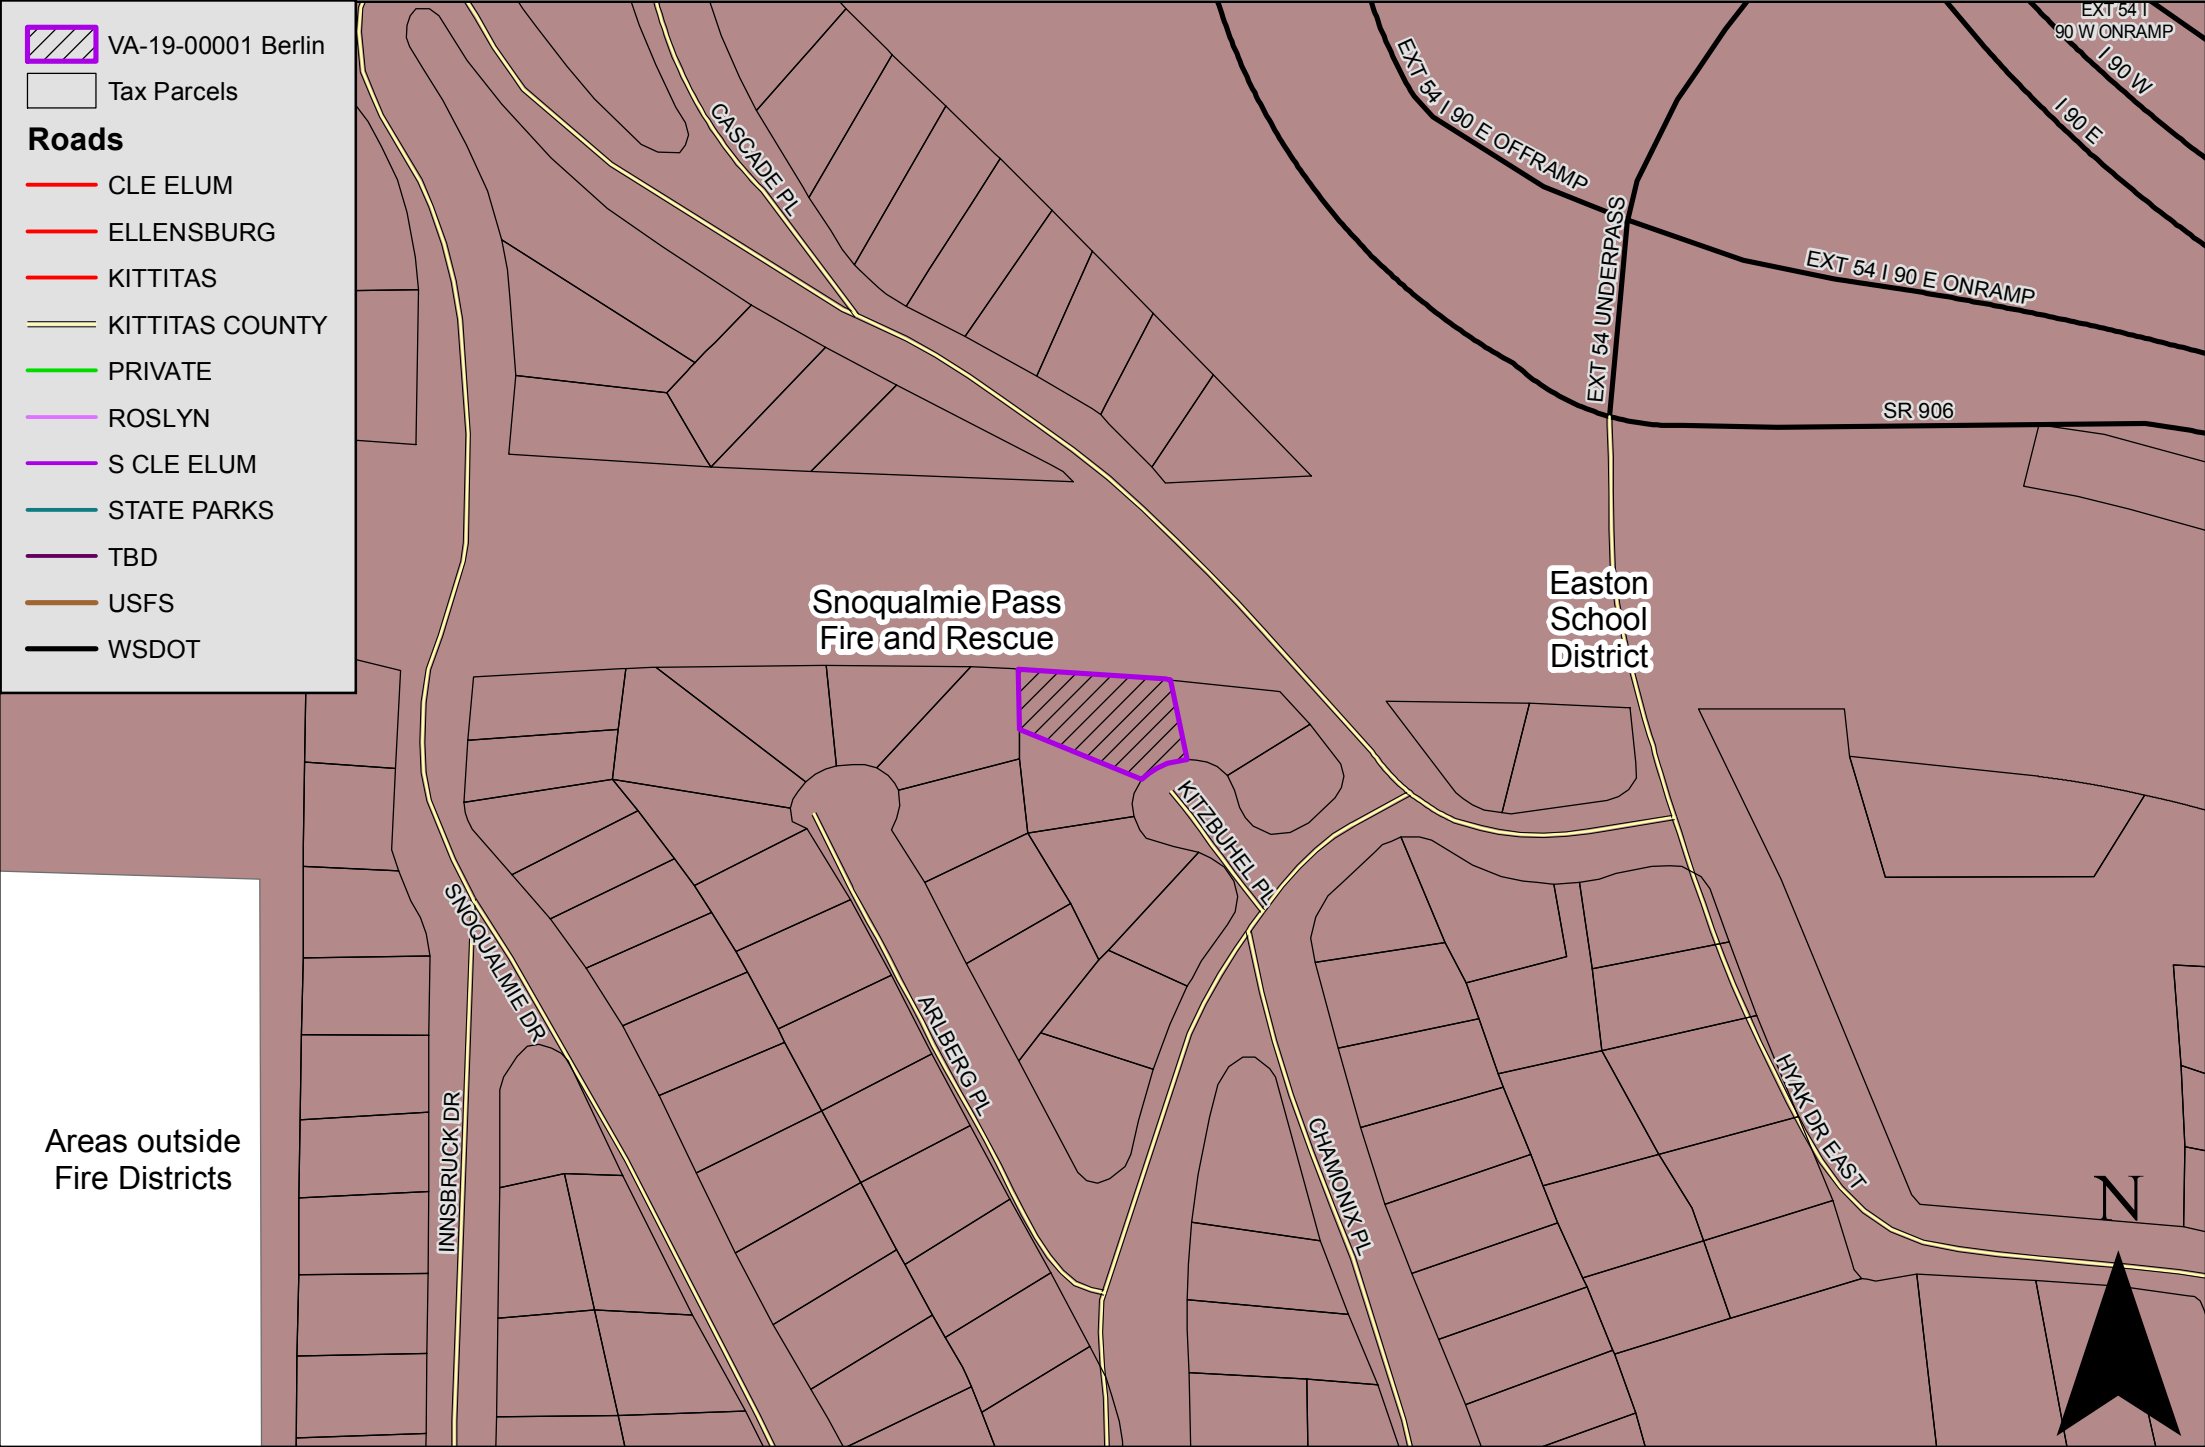 VA-19-00001 Berlin
Tax Parcels
Roads
CLE ELUM
ELLENSBURG
KITTITAS
KITTITAS COUNTY
PRIVATE
ROSLYN
S CLE ELUM
STATE PARKS
TBD
USFS
WSDOT
EXT 54 I
90 W ONRAMP
I 90 W
I 90 E
EXT 54 I 90 E OFFRAMP
CASCADE PL
EXT 54 UNDERPASS
EXT 54 I 90 E ONRAMP
SR 906
Snoqualmie Pass
Fire and Rescue
Easton
School
District
KITZBUHEL PL
SNOQUALMIE DR
ARLBERG PL
INNSBRUCK DR
CHAMONIX PL
HYAK DR EAST
Areas outside
Fire Districts
N